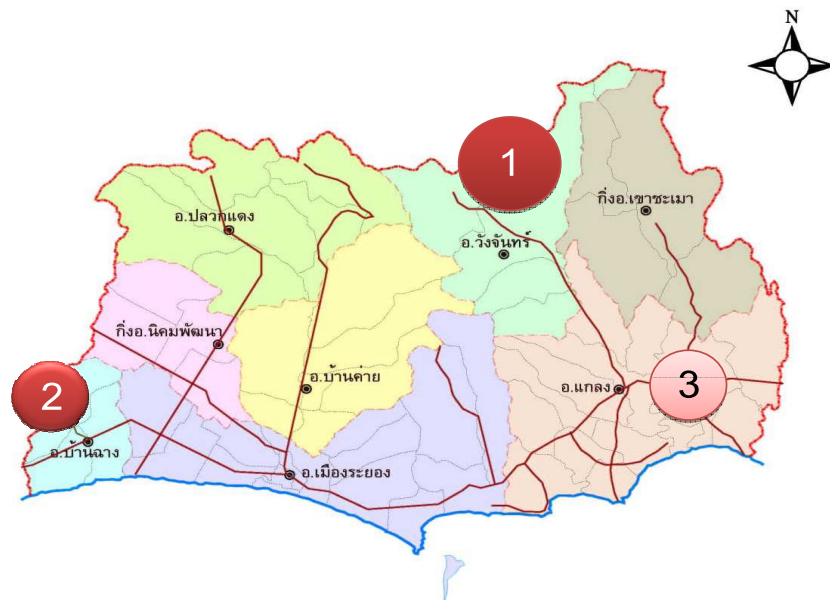 N
1
กิ่งอ.เขาชะเมา
อ.ปลวกแดง
อ.วังจันทร์
กิ่งอ.นิคมพัฒนา
2
อ.บ้านค่าย
อ.แกลง
3
อ.บ้านฉาง
อ.เมืองระยอง